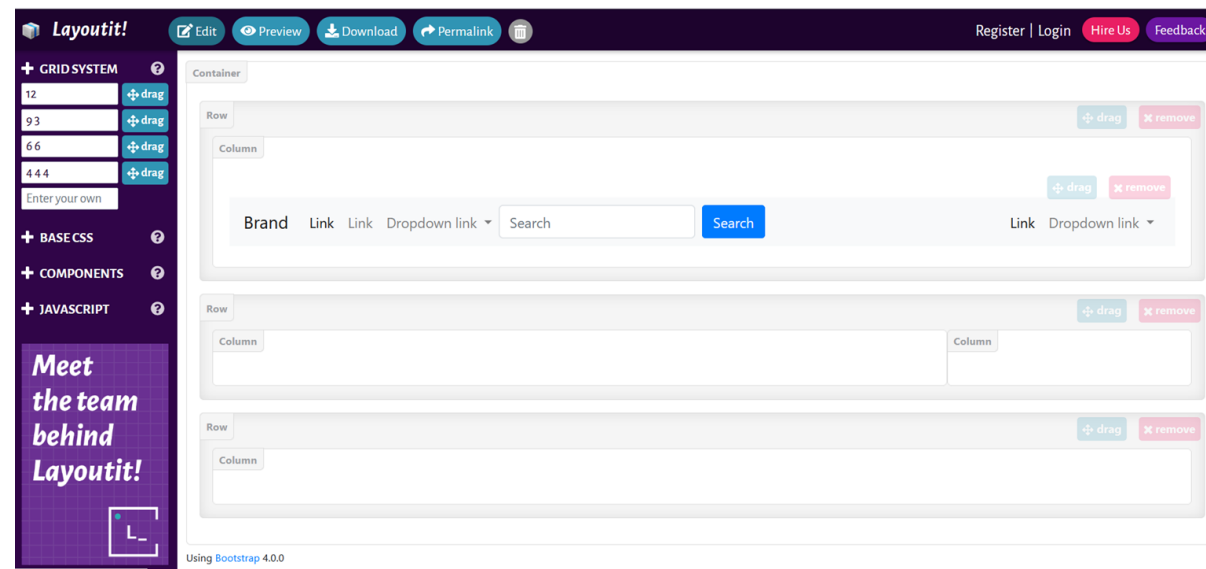 Layoutit! Edit Preview Download Permalink Register | Login Hire Us Feedback
GRID SYSTEM
12 drag
9 3 drag
6 6 drag
4 4 4 drag
Enter your own
BASE CSS
COMPONENTS
JAVASCRIPT
Meet
the team
behind
Layoutit!
L_
Container
Row drag remove
Column
drag remove
Brand Link Link Dropdown link Search Search Link Dropdown link
Row drag remove
Column Column
Row drag remove
Column
Using Bootstrap 4.0.0